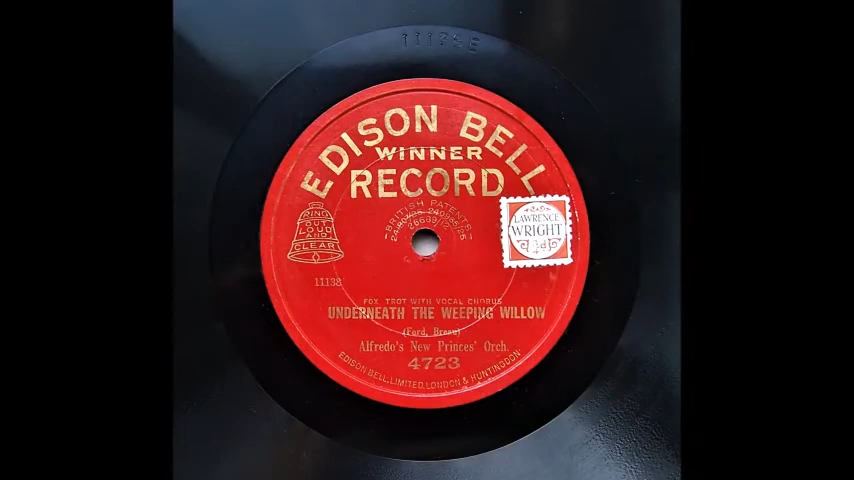 EDISON BELL
WINNER
RECORD
RING
OUT
LOUD
AND
CLEAR
BRITISH PATENTS
LAWRENCE
WRIGHT
11138
FOX TROT WITH VOCAL CHORUS
UNDERNEATH THE WEEPING WILLOW
(Ford, Breau)
Alfredo's New Princes' Orch.
4723
EDISON BELL, LIMITED, LONDON & HUNTINGDON